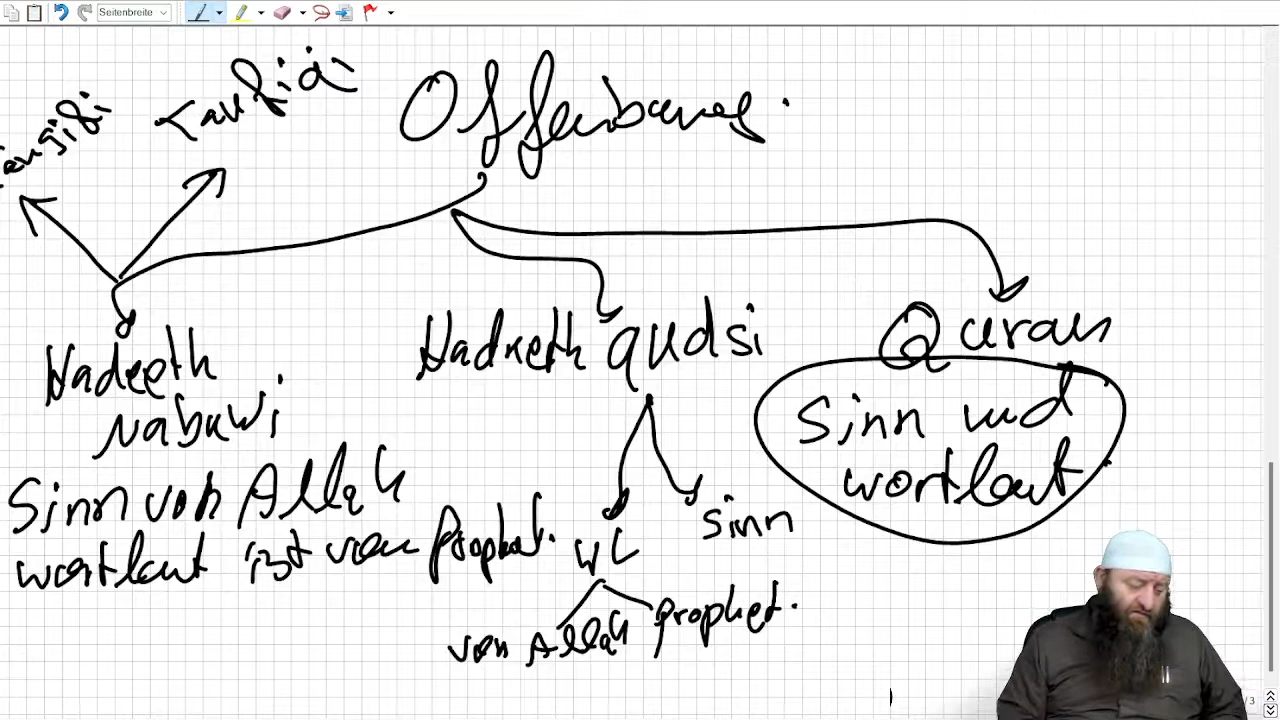 Seitenbreite
Offenbarung.
Hadeeth
Nabawi
Sinn von Allah
wortlaut ist vom Prophet.
Hadeeth qudsi
WL
Sinn
von Allah
Prophet.
Quran
Sinn und
wortlaut
/3